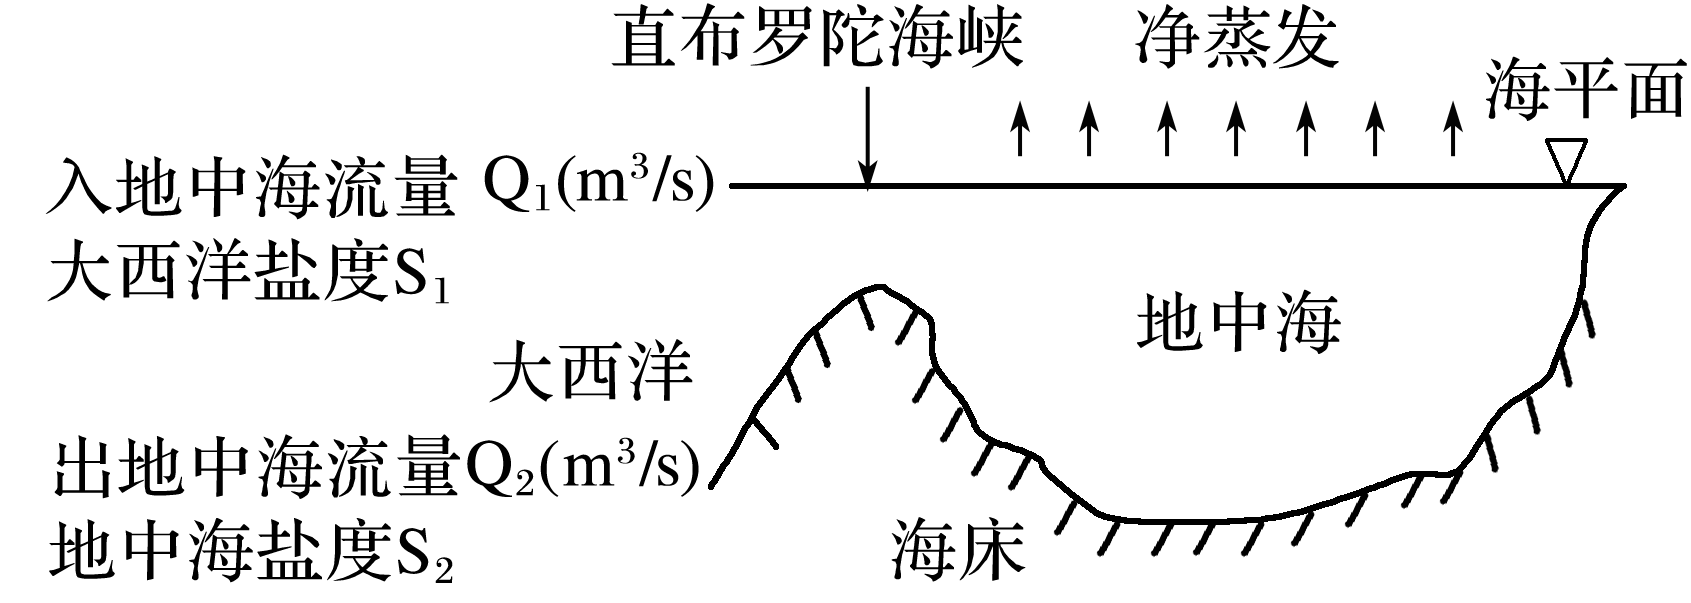 直布罗陀海峡
净蒸发
海平面
入地中海流量 Q₁(m³/s)
大西洋盐度S₁
地中海
大西洋
出地中海流量Q₂(m³/s)
地中海盐度S₂
海床